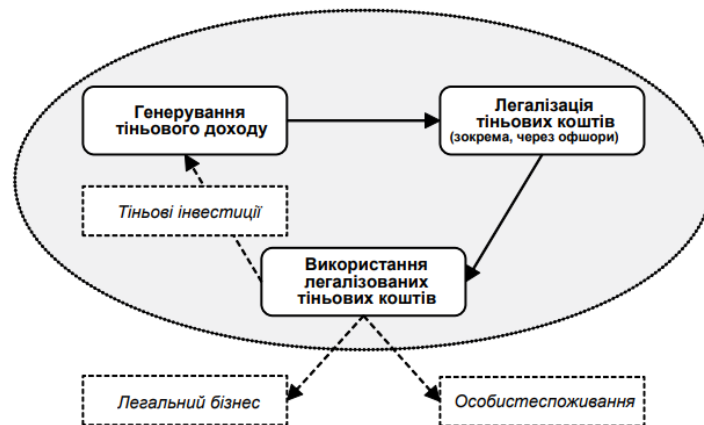 Генерування
тіньового доходу
Легалізація
тіньових коштів
(зокрема, через офшори)
Тіньові інвестиції
Використання
легалізованих
тіньових коштів
Легальний бізнес
Особистеспоживання